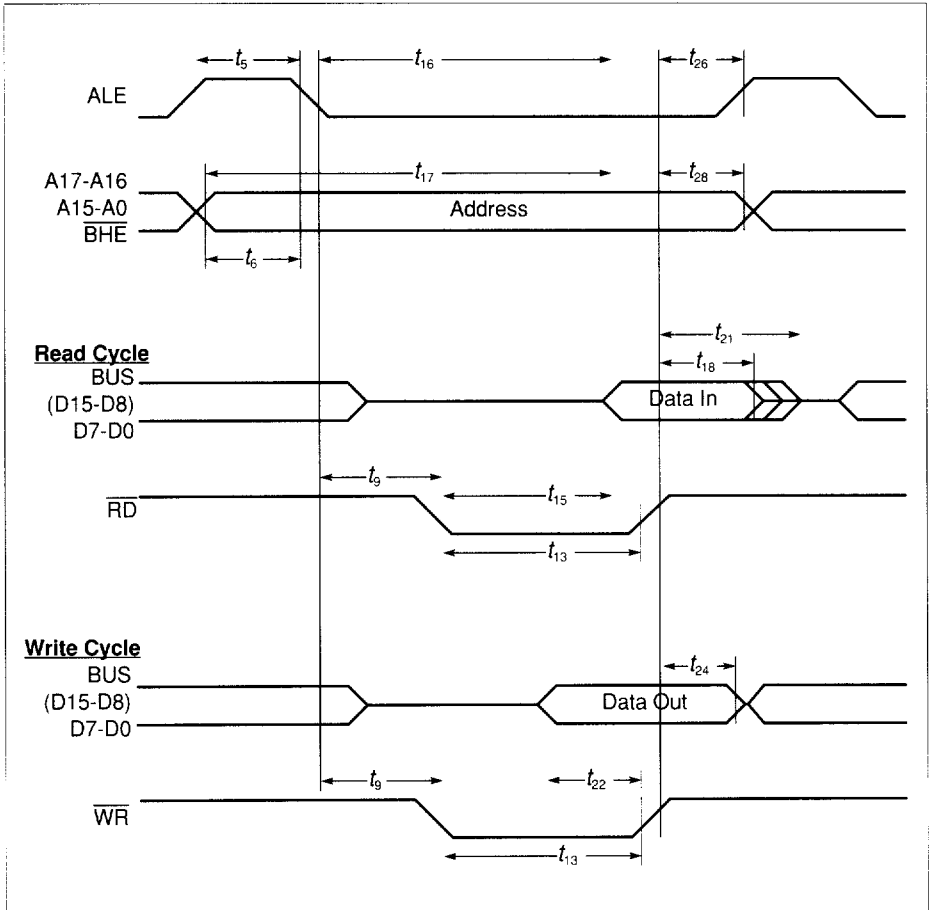 t5
t16
t26
ALE
A17-A16
t17
t28
A15-A0
Address
BHE
t6
t21
Read Cycle
t18
BUS
(D15-D8)
Data In
D7-D0
t9
t15
RD
t13
Write Cycle
BUS
t24
(D15-D8)
Data Out
D7-D0
t9
t22
WR
t13